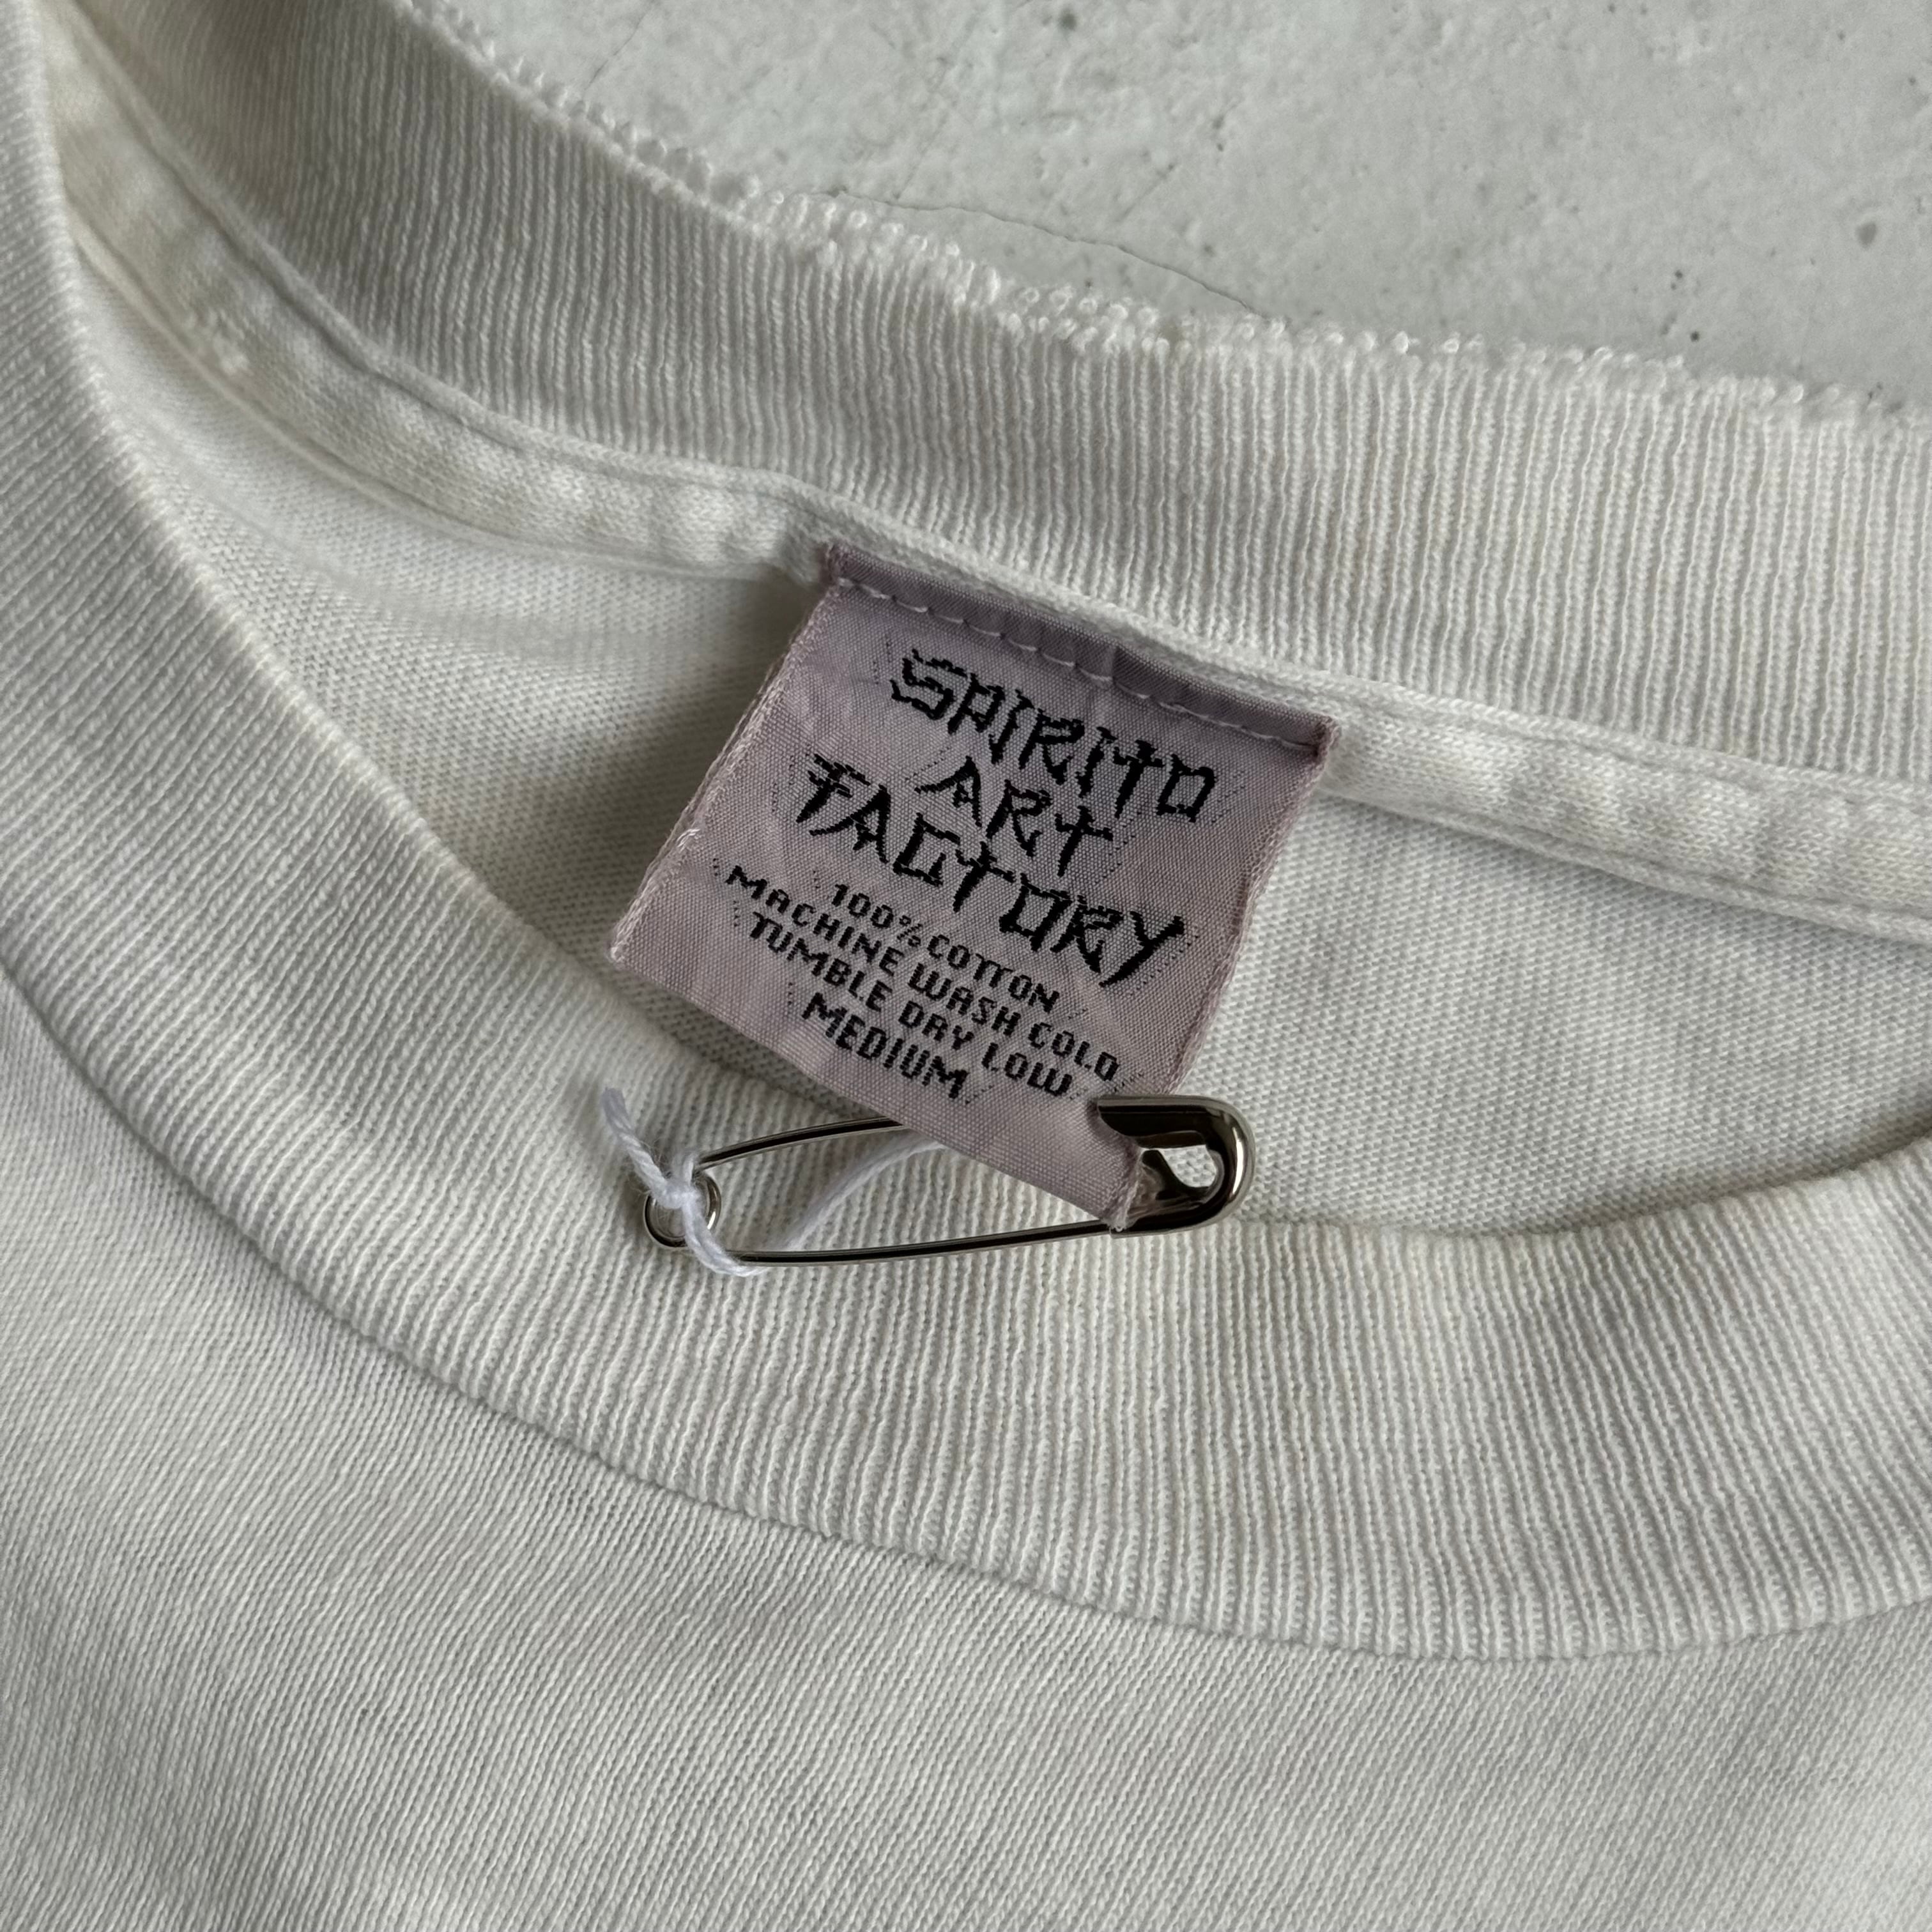 SPIRITO
ART
FACTORY
100% COTTON
MACHINE WASH COLD
TUMBLE DRY LOW
MEDIUM